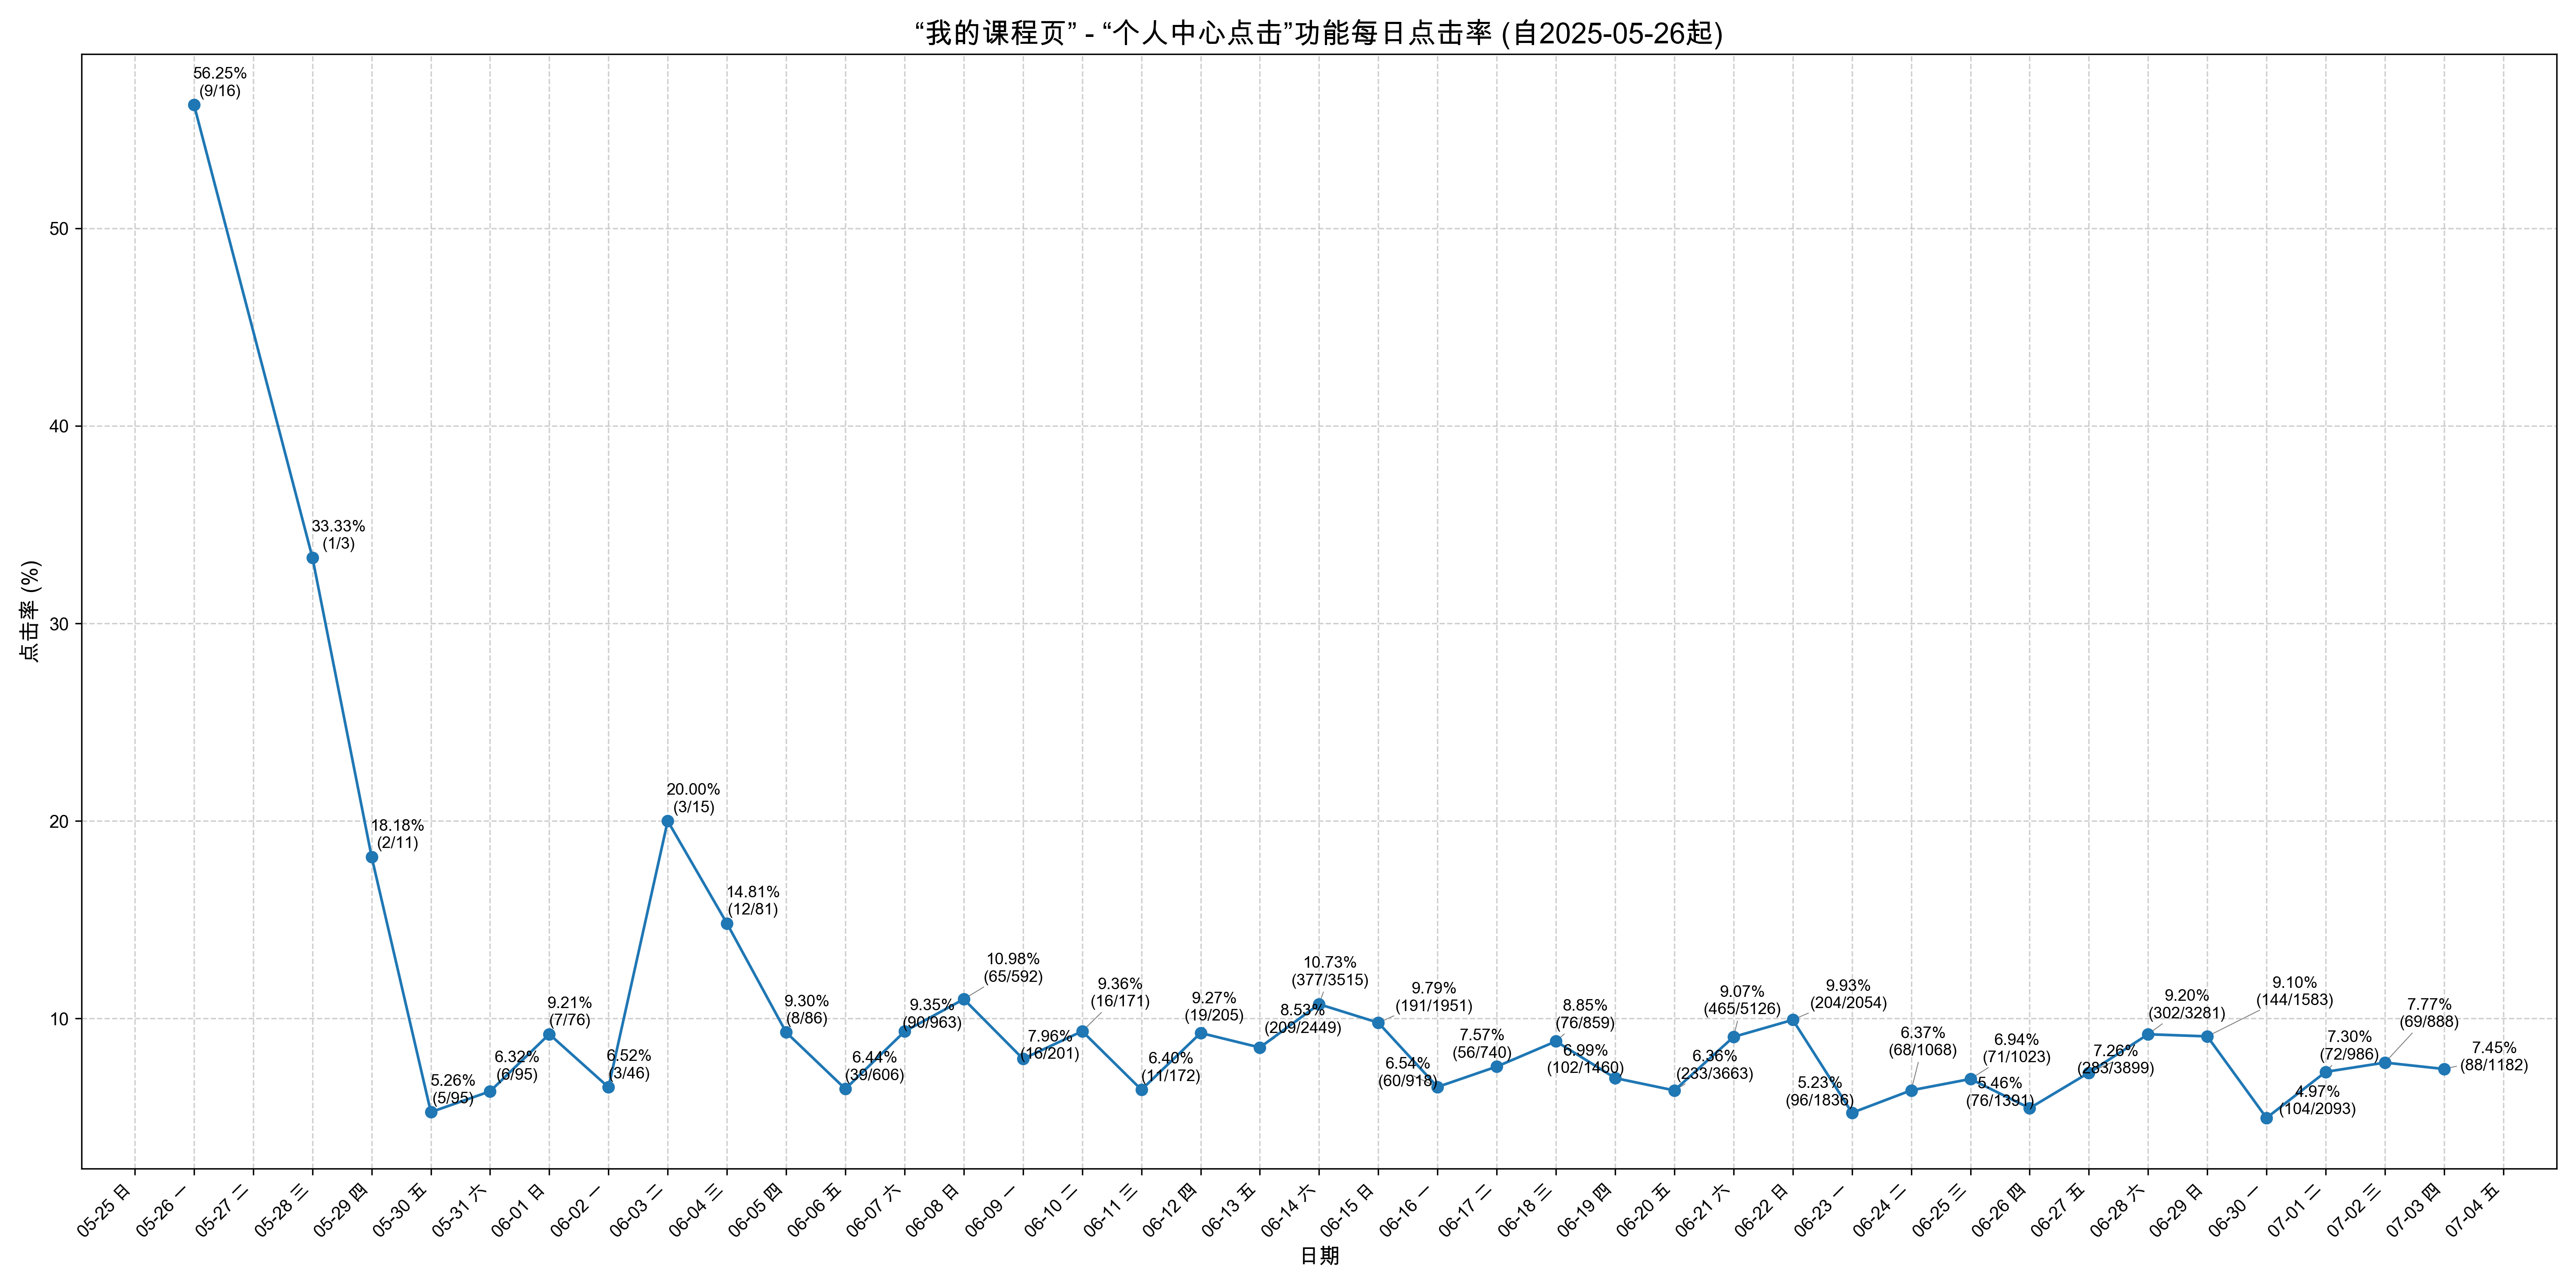 “我的课程页” - “个人中心点击”功能每日点击率 (自2025-05-26起)
点击率 (%)
50
40
30
20
10
56.25%
(9/16)
33.33%
(1/3)
18.18%
(2/11)
5.26%
(5/95)
6.32%
(6/95)
9.21%
(7/76)
6.52%
(3/46)
20.00%
(3/15)
14.81%
(12/81)
9.30%
(8/86)
6.44%
(39/606)
9.35%
(90/963)
10.98%
(65/592)
7.96%
(16/201)
9.36%
(16/171)
6.40%
(11/172)
9.27%
(19/205)
8.53%
(209/2449)
10.73%
(377/3515)
9.79%
(191/1951)
6.54%
(60/918)
7.57%
(56/740)
8.85%
(76/859)
6.99%
(102/1460)
6.36%
(233/3663)
9.07%
(465/5126)
9.93%
(204/2054)
5.23%
(96/1836)
6.37%
(68/1068)
6.94%
(71/1023)
5.46%
(76/1391)
7.26%
(283/3899)
9.20%
(302/3281)
9.10%
(144/1583)
4.97%
(104/2093)
7.30%
(72/986)
7.77%
(69/888)
7.45%
(88/1182)
05-25 日
05-26 一
05-27 二
05-28 三
05-29 四
05-30 五
05-31 六
06-01 日
06-02 一
06-03 二
06-04 三
06-05 四
06-06 五
06-07 六
06-08 日
06-09 一
06-10 二
06-11 三
06-12 四
06-13 五
06-14 六
06-15 日
06-16 一
06-17 二
06-18 三
06-19 四
06-20 五
06-21 六
06-22 日
06-23 一
06-24 二
06-25 三
06-26 四
06-27 五
06-28 六
06-29 日
06-30 一
07-01 二
07-02 三
07-03 四
07-04 五
日期